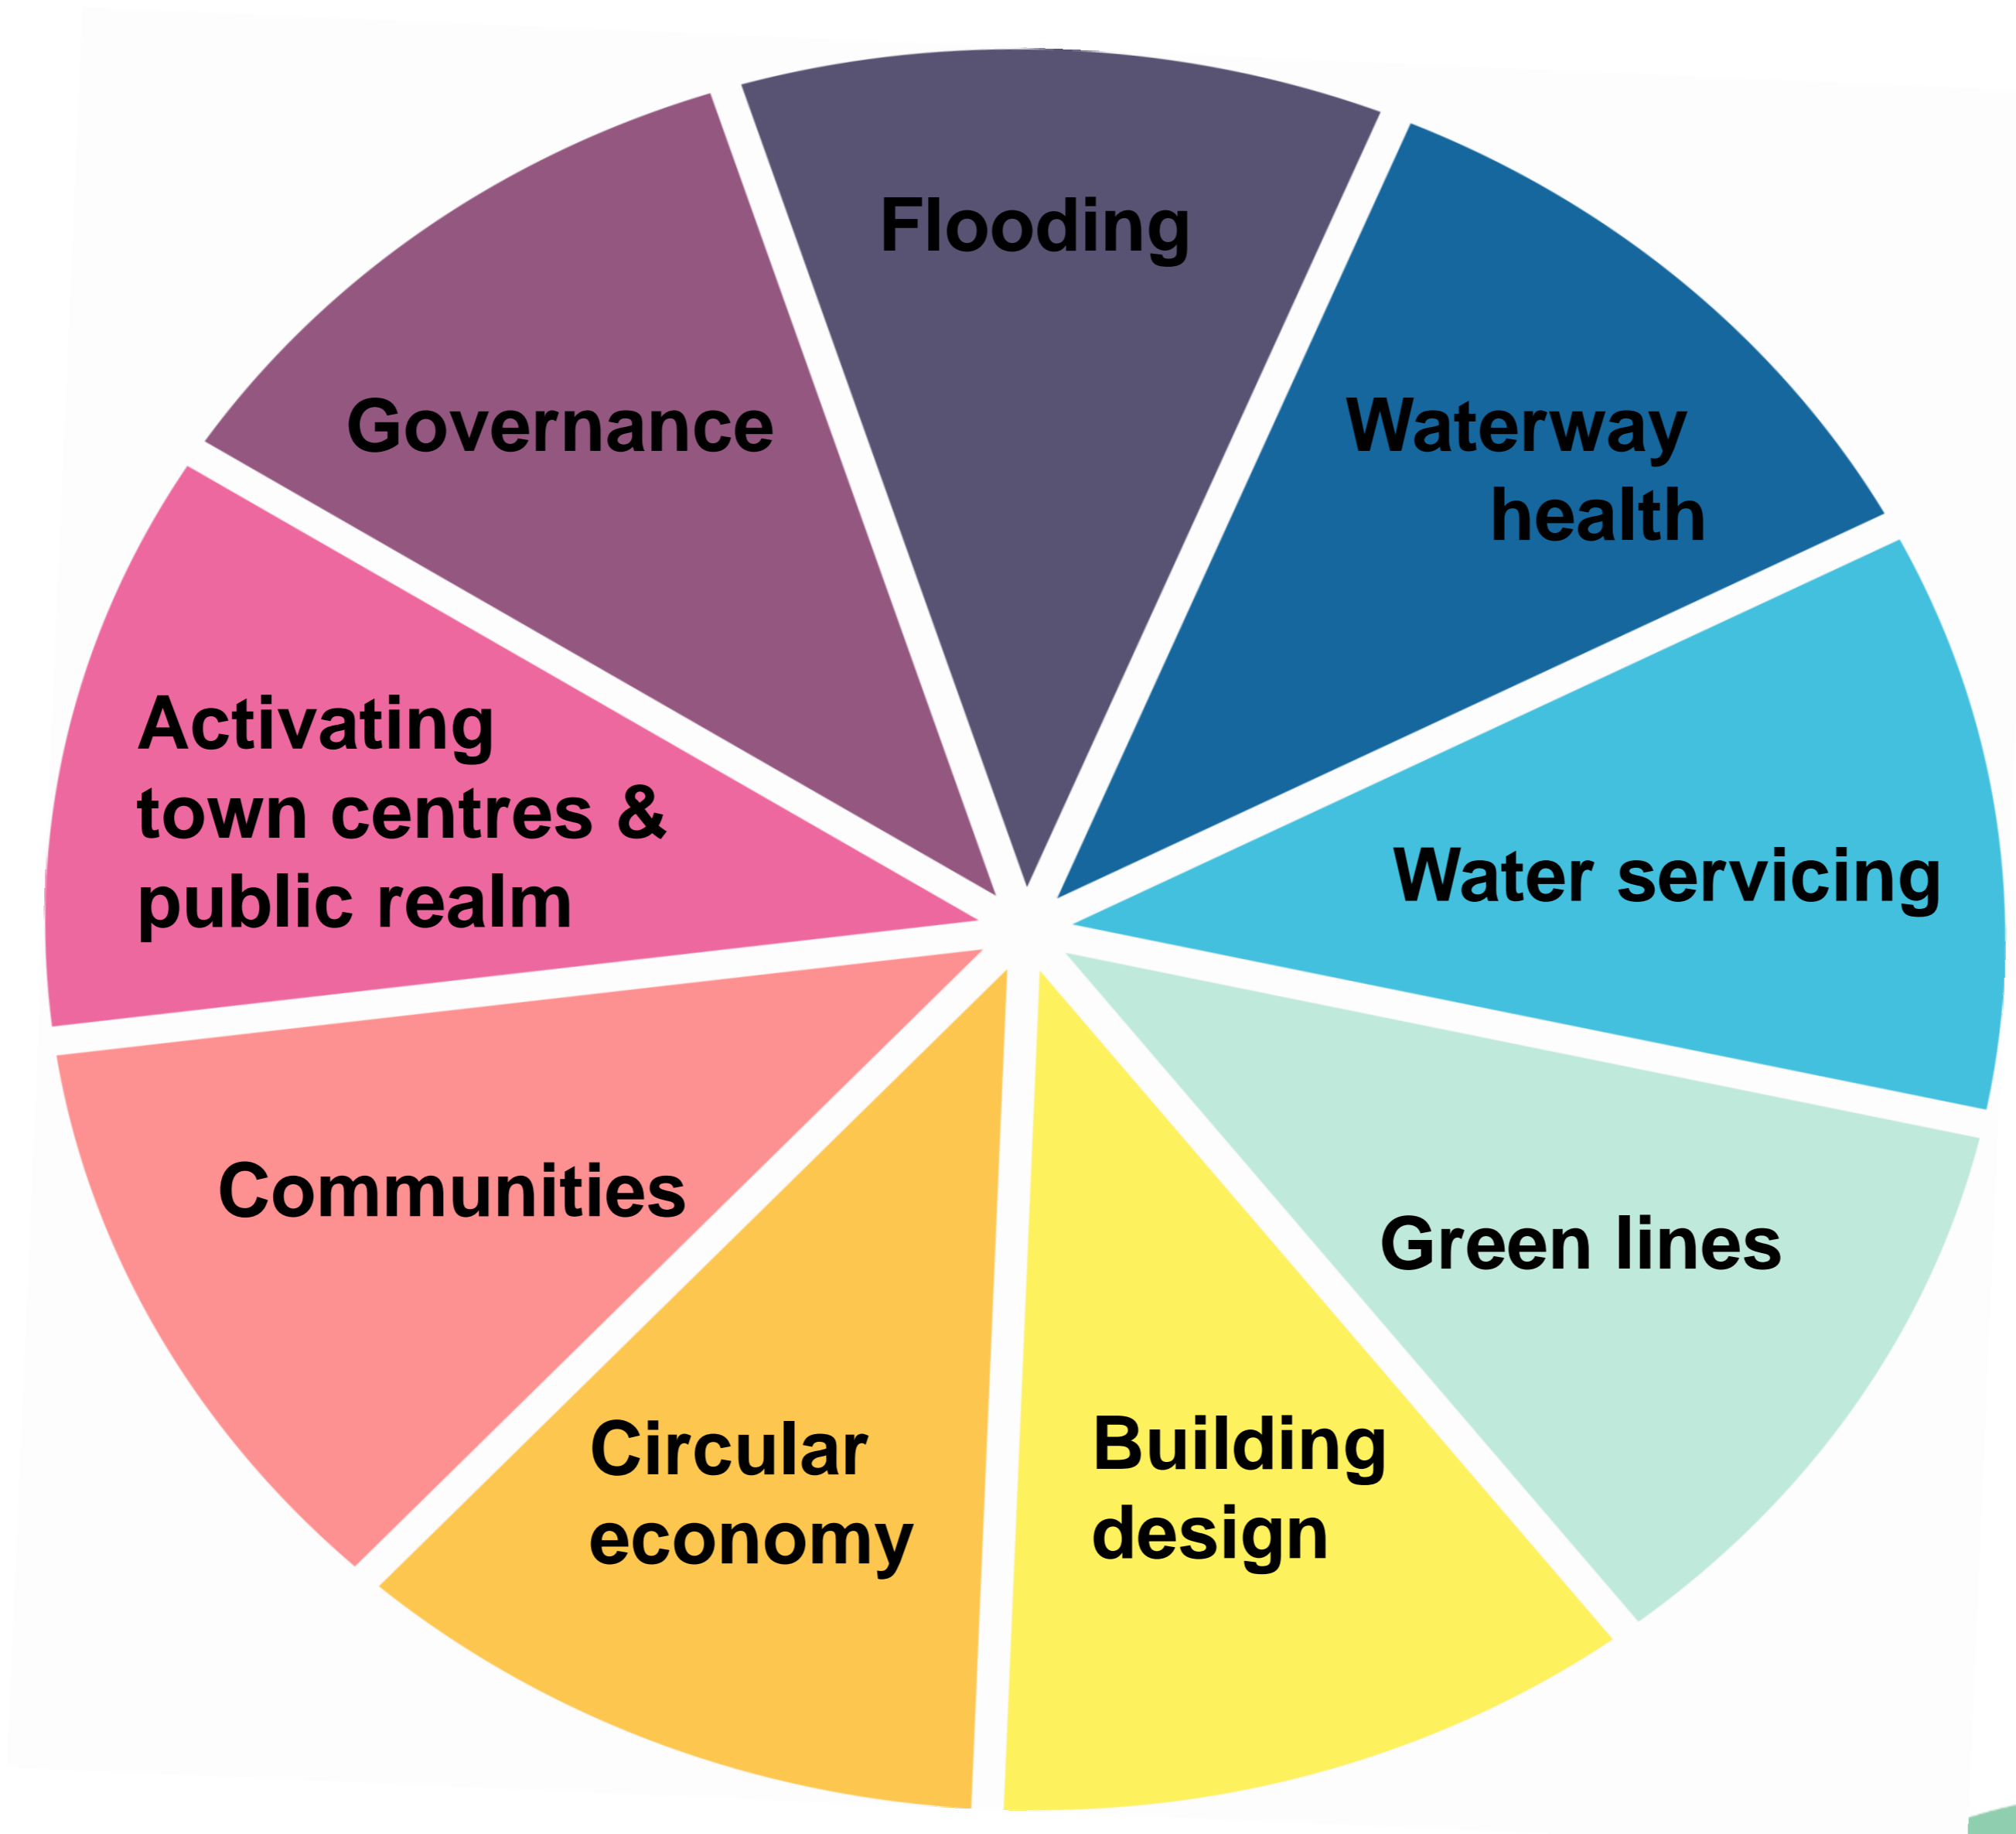 Flooding
Waterway
health
Water servicing
Green lines
Building
design
Circular
economy
Communities
Activating
town centres &
public realm
Governance